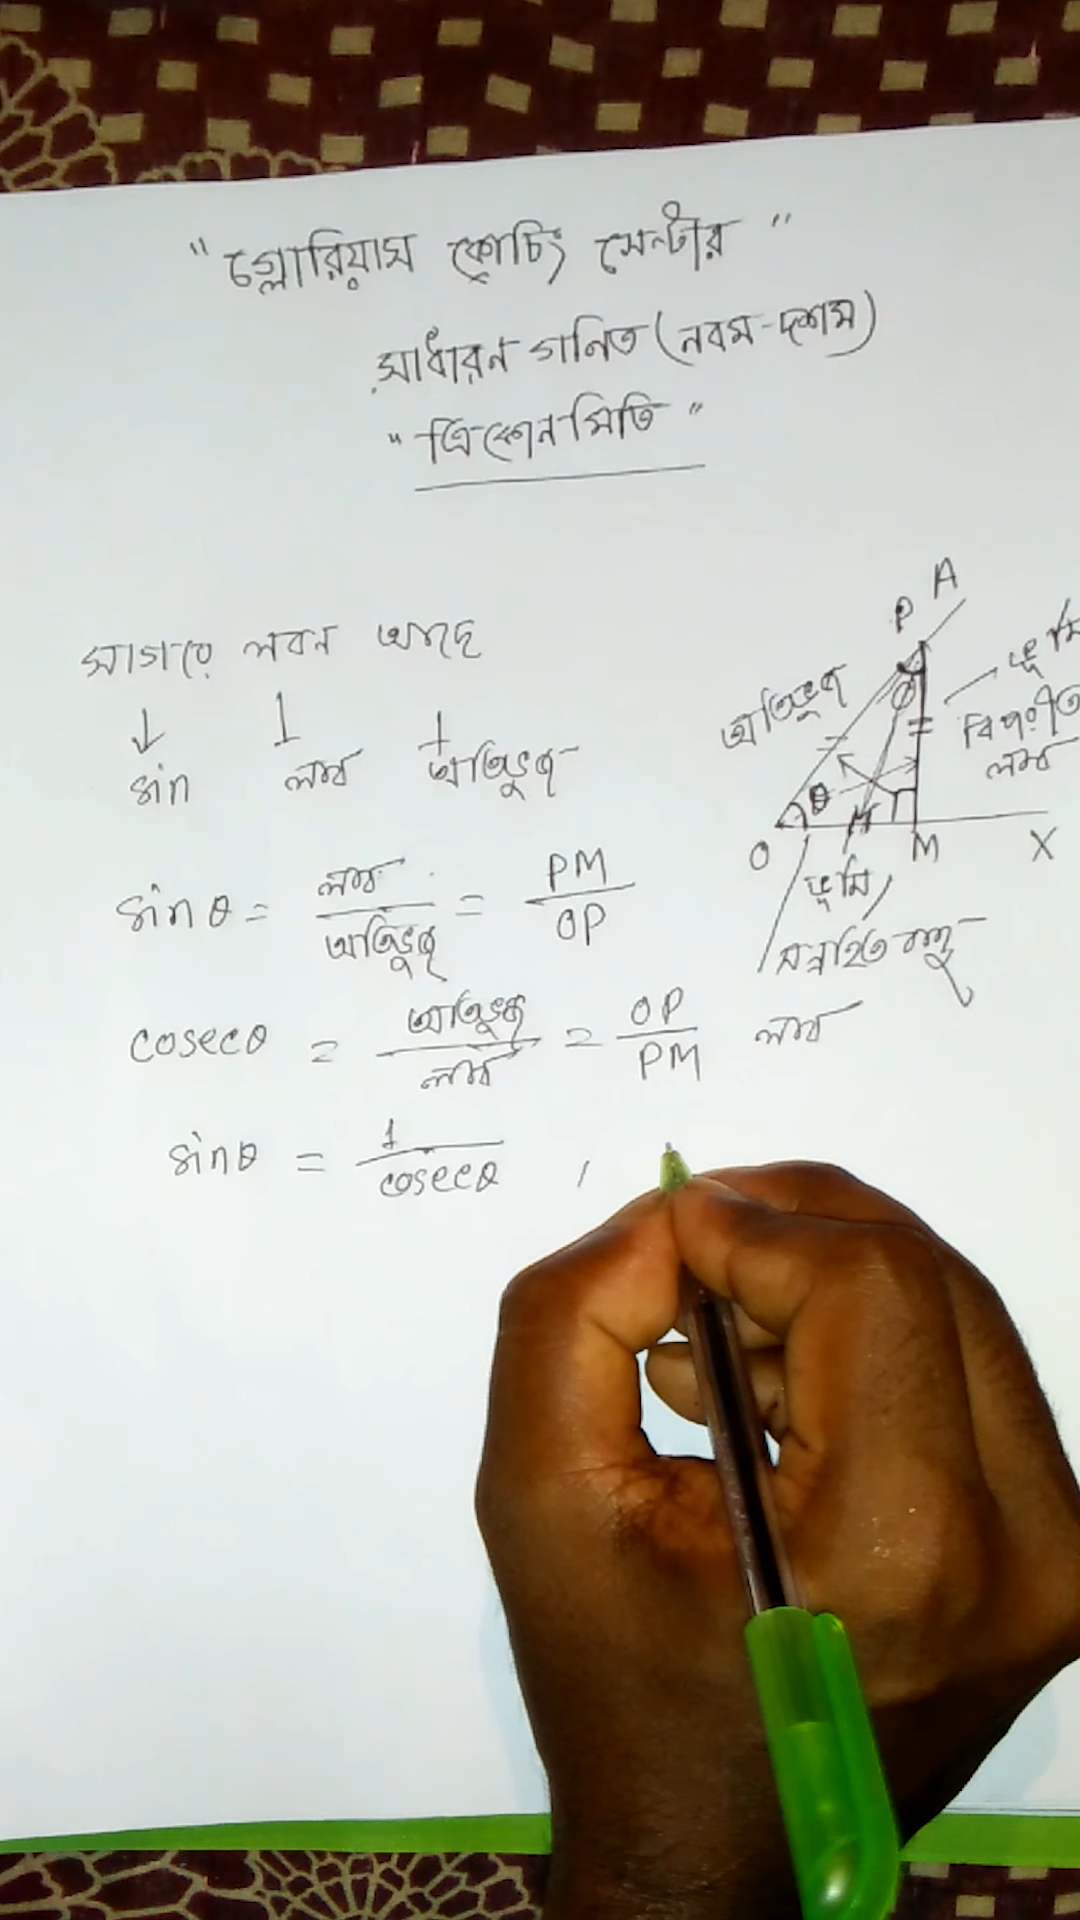 " গ্লোরিয়াস কোচিং সেন্টার "
সাধারন গনিত (নবম-দশম)
" ত্রিকোনমিতি "
সাগরে লবন আছে
sin লম্ব অতিভুজ
sinθ = লম্ব / অতিভুজ = PM / OP
cosecθ = অতিভুজ / লম্ব = OP / PM
sinθ = 1 / cosecθ ,
A
P
অতিভুজ
ভূমি
বিপরীত
লম্ব
θ
O
M
X
ভূমি/
সন্নহিত বাহু
লম্ব